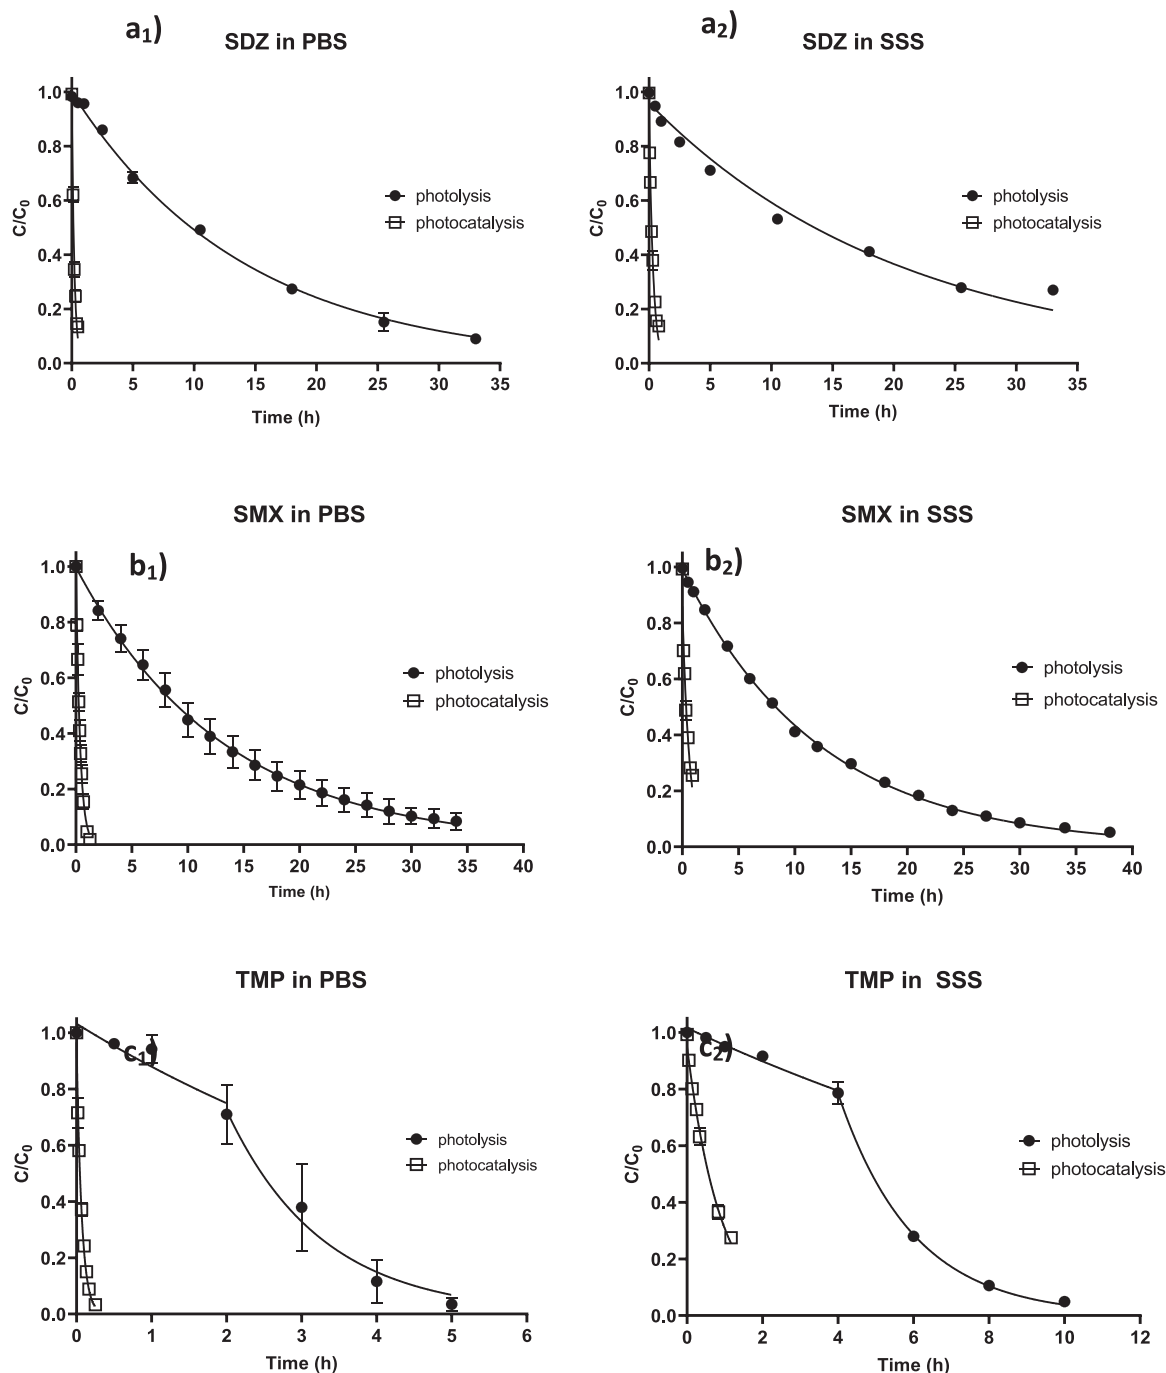 a₁)
SDZ in PBS
C/C₀
1.0
0.8
0.6
0.4
0.2
0.0
0 5 10 15 20 25 30 35
Time (h)
photolysis
photocatalysis
a₂)
SDZ in SSS
C/C₀
1.0
0.8
0.6
0.4
0.2
0.0
0 5 10 15 20 25 30 35
Time (h)
photolysis
photocatalysis
b₁)
SMX in PBS
C/C₀
1.0
0.8
0.6
0.4
0.2
0.0
0 5 10 15 20 25 30 35 40
Time (h)
photolysis
photocatalysis
b₂)
SMX in SSS
C/C₀
1.0
0.8
0.6
0.4
0.2
0.0
0 5 10 15 20 25 30 35 40
Time (h)
photolysis
photocatalysis
c₁)
TMP in PBS
C/C₀
1.0
0.8
0.6
0.4
0.2
0.0
0 1 2 3 4 5 6
Time (h)
photolysis
photocatalysis
c₂)
TMP in SSS
C/C₀
1.0
0.8
0.6
0.4
0.2
0.0
0 2 4 6 8 10 12
Time (h)
photolysis
photocatalysis